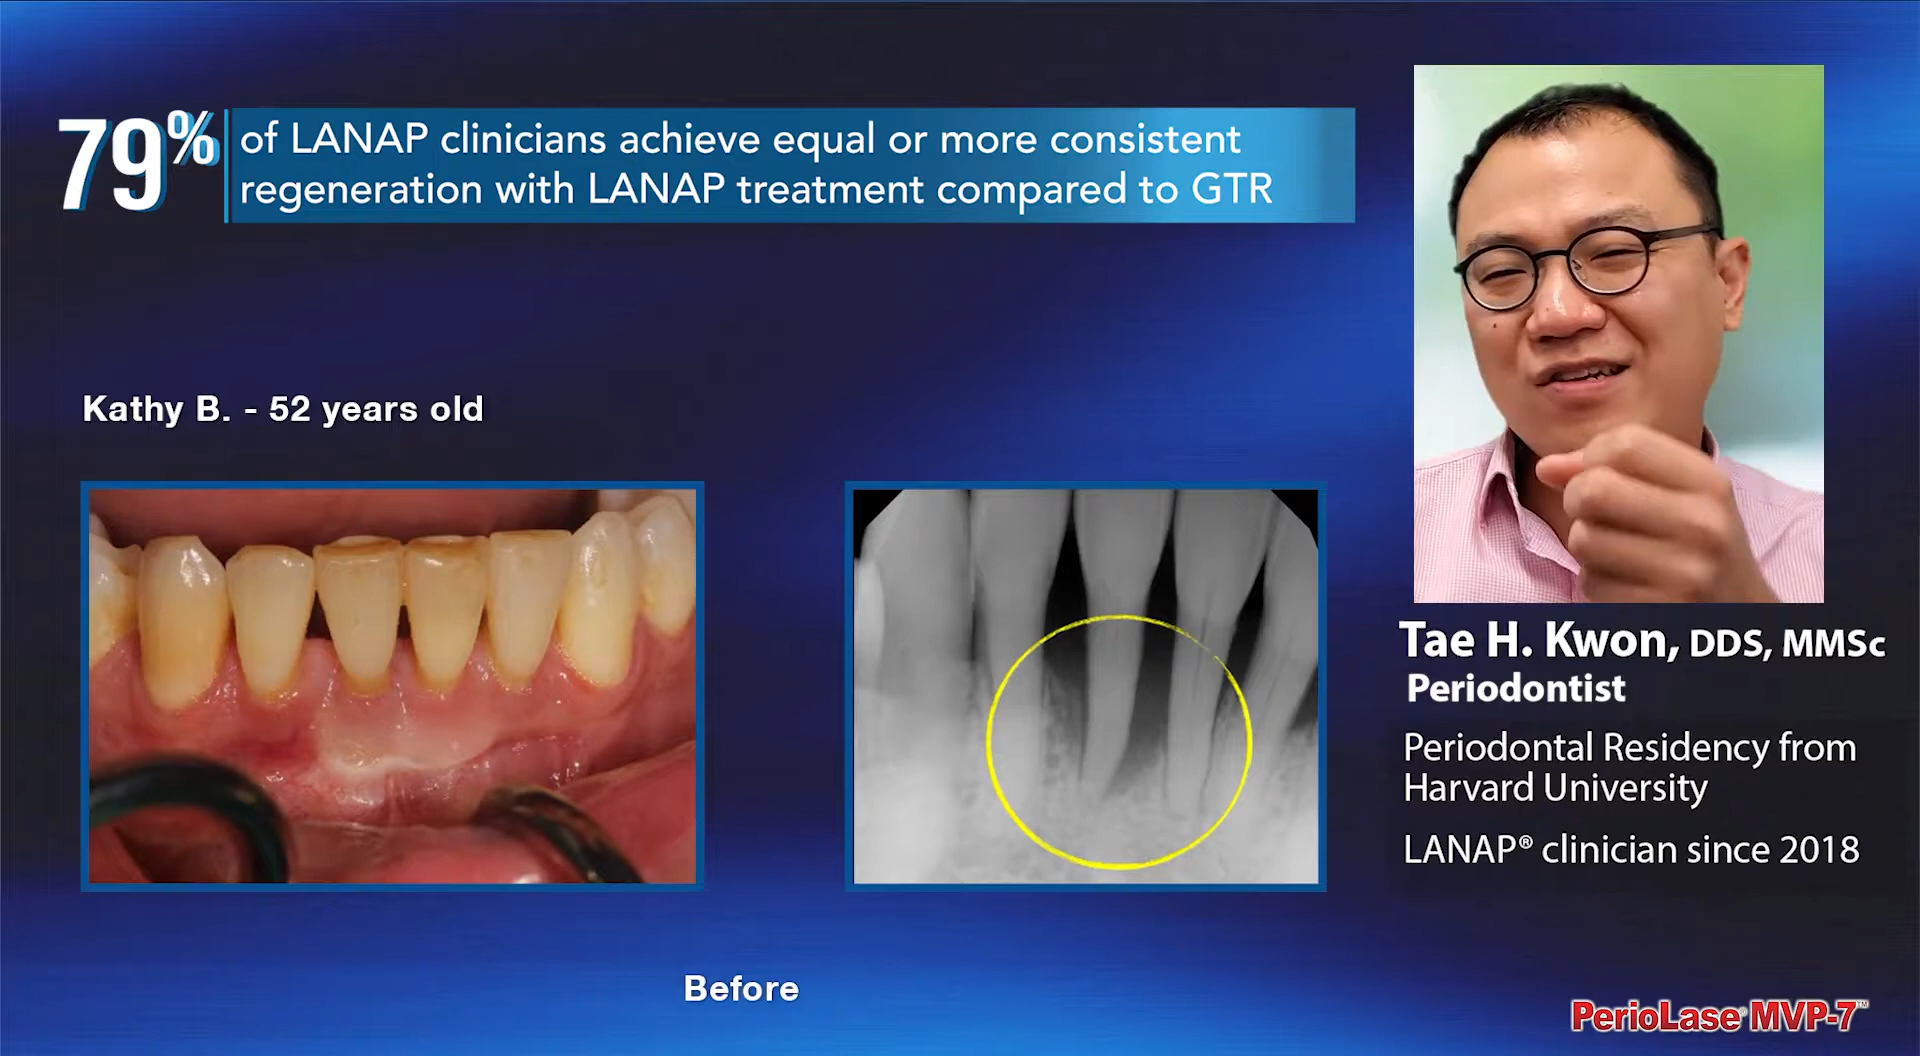 79%
of LANAP clinicians achieve equal or more consistent
regeneration with LANAP treatment compared to GTR
Kathy B. - 52 years old
Before
Tae H. Kwon, DDS, MMSc
Periodontist
Periodontal Residency from
Harvard University
LANAP® clinician since 2018
PerioLase® MVP-7™